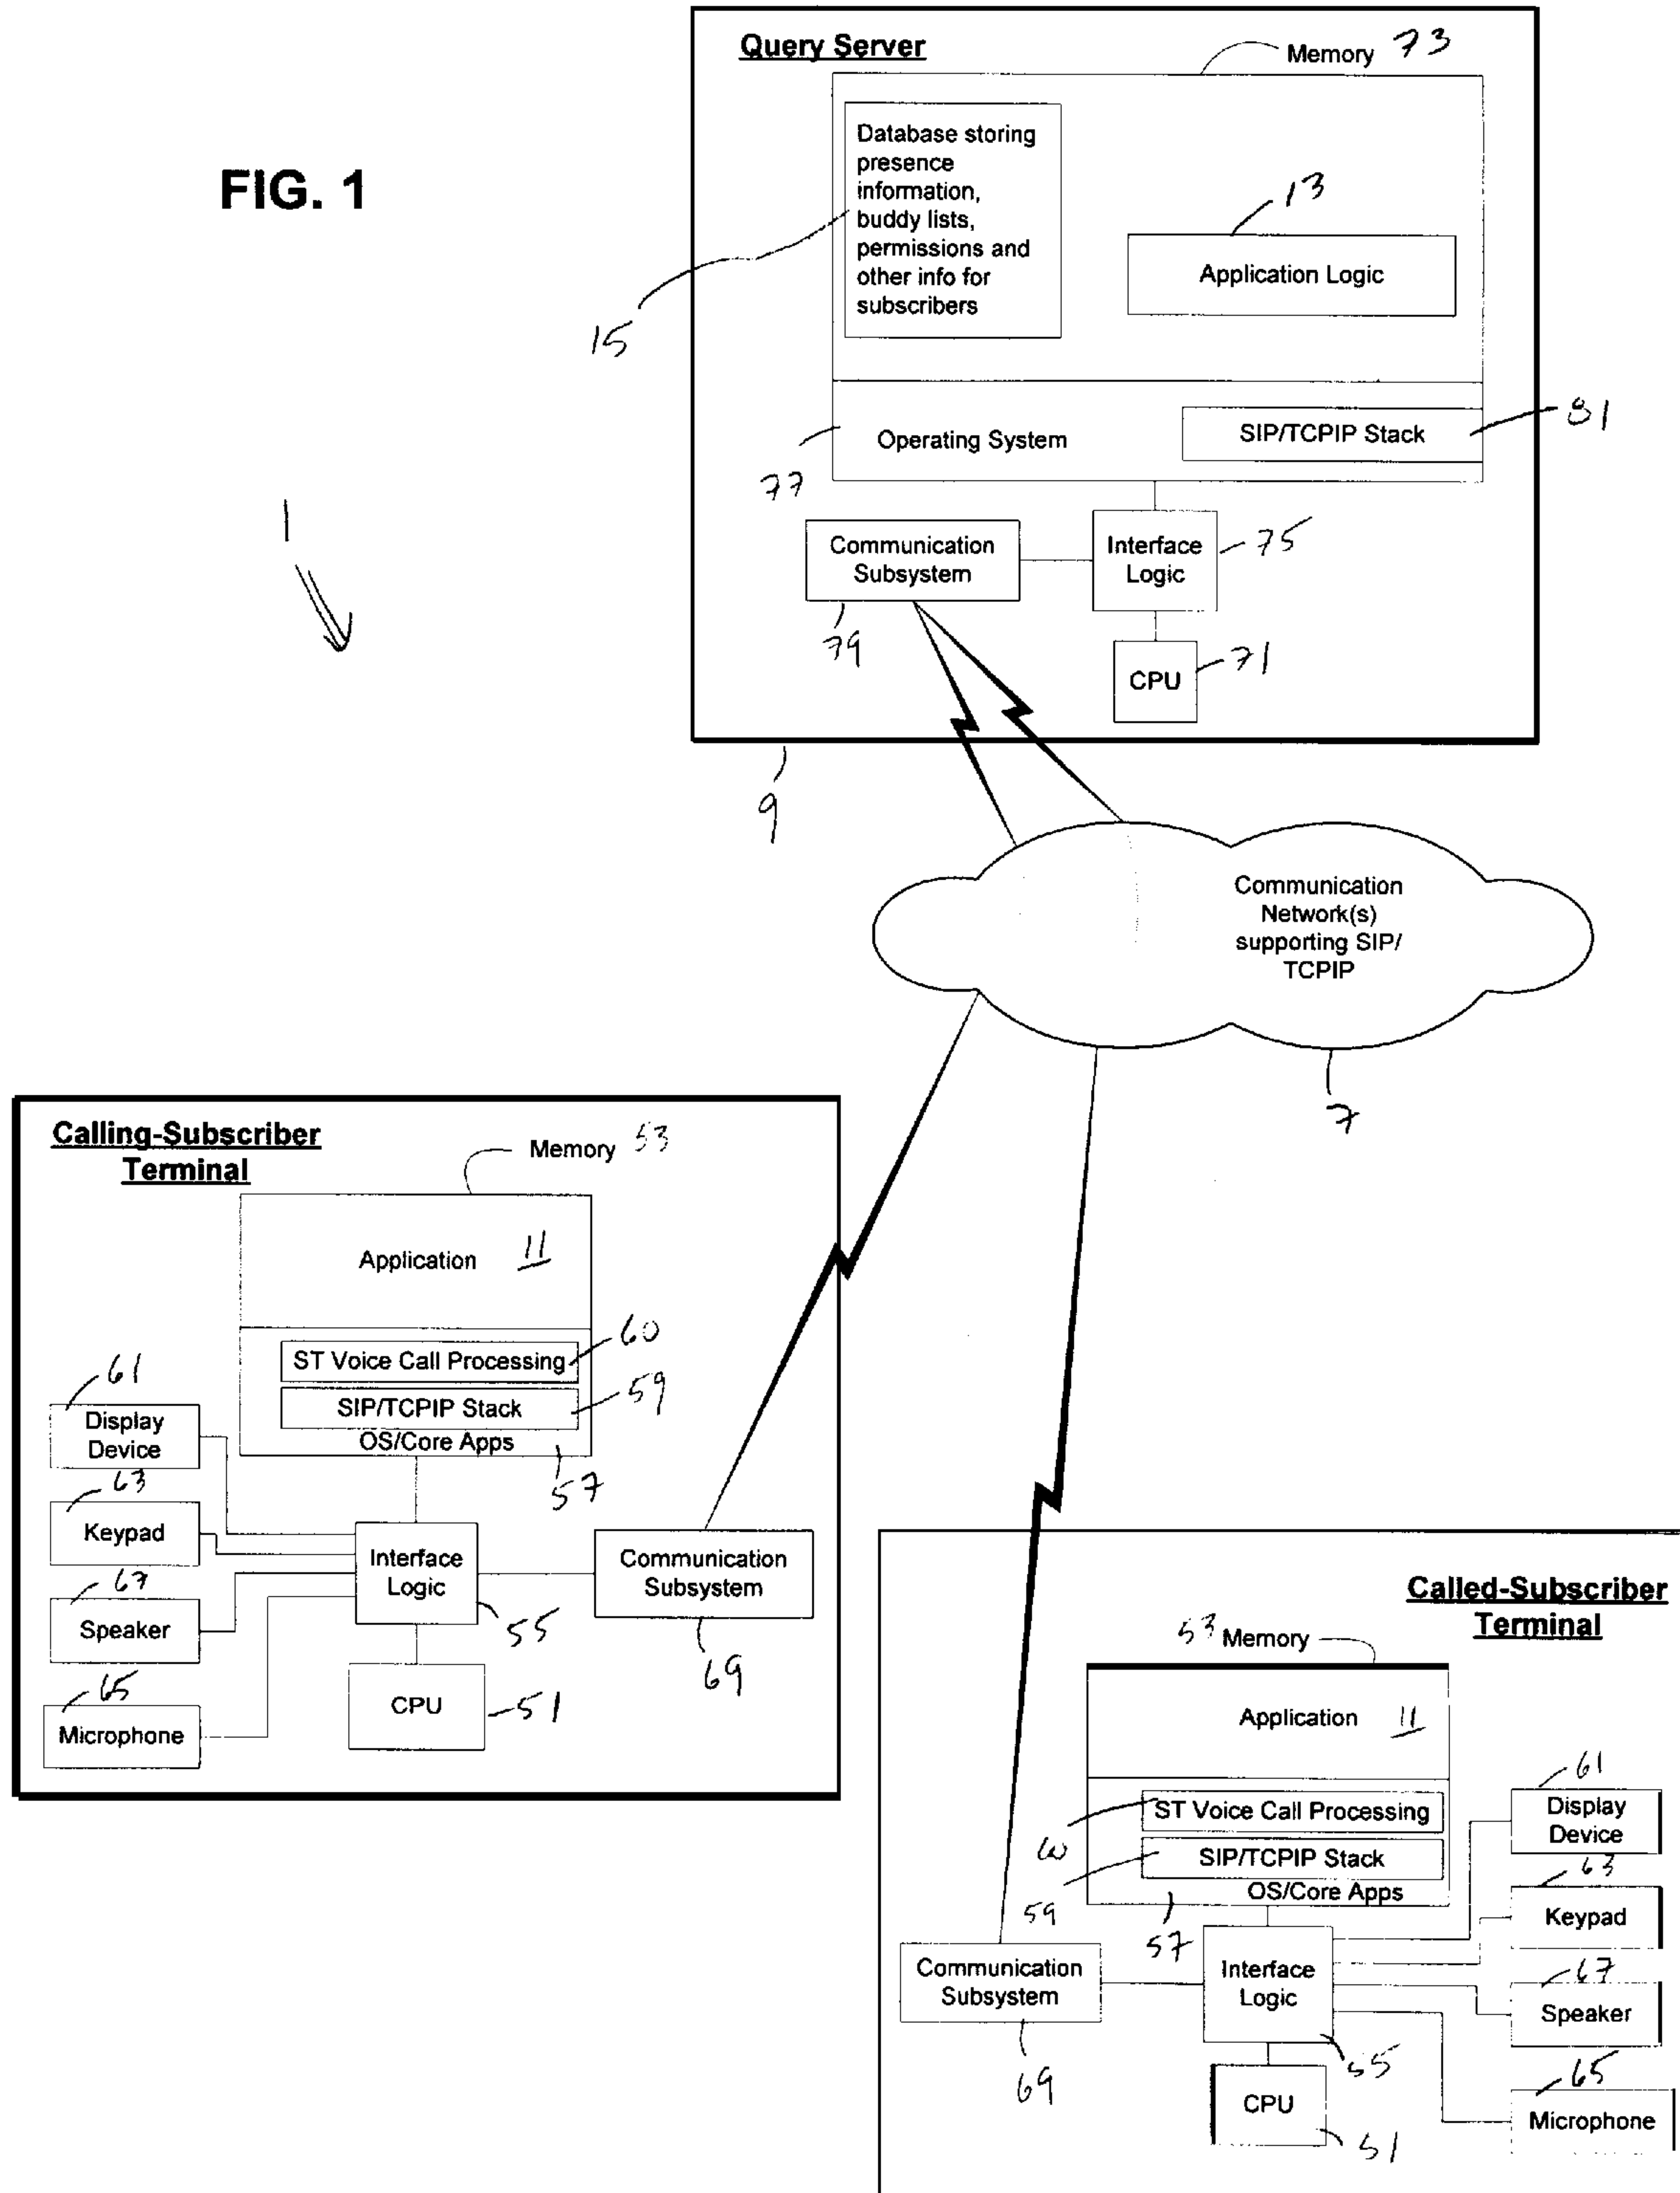 FIG. 1
1
Query Server
Memory 73
Database storing
presence
information,
buddy lists,
permissions and
other info for
subscribers
15
13
Application Logic
Operating System
77
SIP/TCPIP Stack
81
Communication
Subsystem
79
Interface
Logic
75
CPU
71
9
Communication
Network(s)
supporting SIP/
TCPIP
7
Calling-Subscriber
Terminal
Memory 53
Application 11
ST Voice Call Processing
60
SIP/TCPIP Stack
59
OS/Core Apps
57
61
Display
Device
63
Keypad
67
Speaker
65
Microphone
Interface
Logic
55
CPU
51
Communication
Subsystem
69
Called-Subscriber
Terminal
53 Memory
Application 11
ST Voice Call Processing
60
SIP/TCPIP Stack
59
OS/Core Apps
57
Communication
Subsystem
69
Interface
Logic
55
CPU
51
61
Display
Device
63
Keypad
67
Speaker
65
Microphone